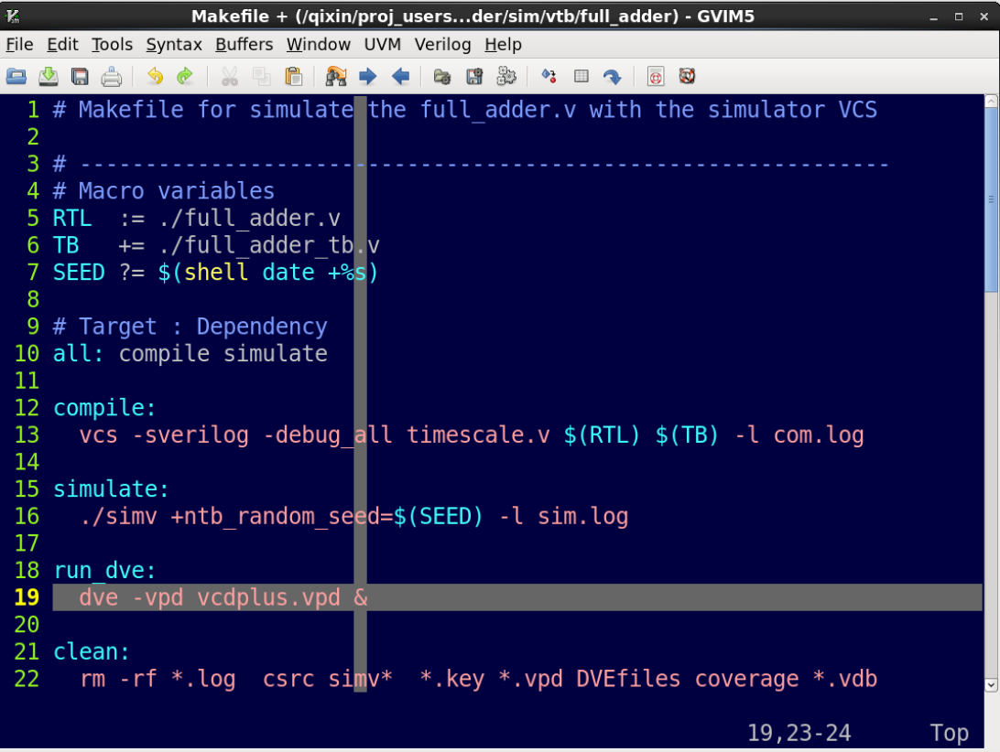 Makefile + (/qixin/proj_users...der/sim/vtb/full_adder) - GVIM5
File Edit Tools Syntax Buffers Window UVM Verilog Help
1 # Makefile for simulate the full_adder.v with the simulator VCS
2
3 # --------------------------------------------------------------
4 # Macro variables
5 RTL  := ./full_adder.v
6 TB   += ./full_adder_tb.v
7 SEED ?= $(shell date +%s)
8
9 # Target : Dependency
10 all: compile simulate
11
12 compile:
13   vcs -sverilog -debug_all timescale.v $(RTL) $(TB) -l com.log
14
15 simulate:
16   ./simv +ntb_random_seed=$(SEED) -l sim.log
17
18 run_dve:
19   dve -vpd vcdplus.vpd &
20
21 clean:
22   rm -rf *.log  csrc simv*  *.key *.vpd DVEfiles coverage *.vdb
19,23-24 Top